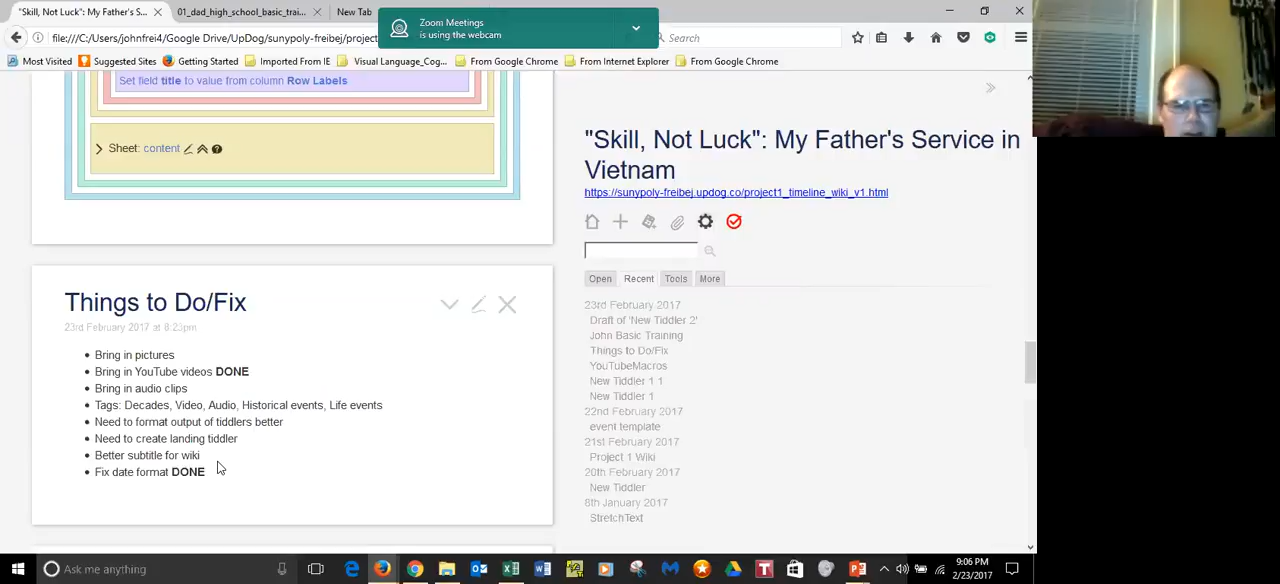 "Skill, Not Luck": My Father's S...
01_dad_high_school_basic_trai...
New Tab
Zoom Meetings
is using the webcam
file:///C:/Users/johnfrei4/Google Drive/UpDog/sunypoly-freibej/project
Search
Most Visited
Suggested Sites
Getting Started
Imported From IE
Visual_Language_Cog...
From Google Chrome
From Internet Explorer
From Google Chrome
Set field title to value from column Row Labels
Sheet: content
"Skill, Not Luck": My Father's Service in
Vietnam
https://sunypoly-freibej.updog.co/project1_timeline_wiki_v1.html
Open
Recent
Tools
More
23rd February 2017
Draft of 'New Tiddler 2'
John Basic Training
Things to Do/Fix
YouTubeMacros
New Tiddler 1 1
New Tiddler 1
22nd February 2017
event template
21st February 2017
Project 1 Wiki
20th February 2017
New Tiddler
8th January 2017
StretchText
Things to Do/Fix
23rd February 2017 at 8:23pm
Bring in pictures
Bring in YouTube videos DONE
Bring in audio clips
Tags: Decades, Video, Audio, Historical events, Life events
Need to format output of tiddlers better
Need to create landing tiddler
Better subtitle for wiki
Fix date format DONE
Ask me anything
9:06 PM
2/23/2017